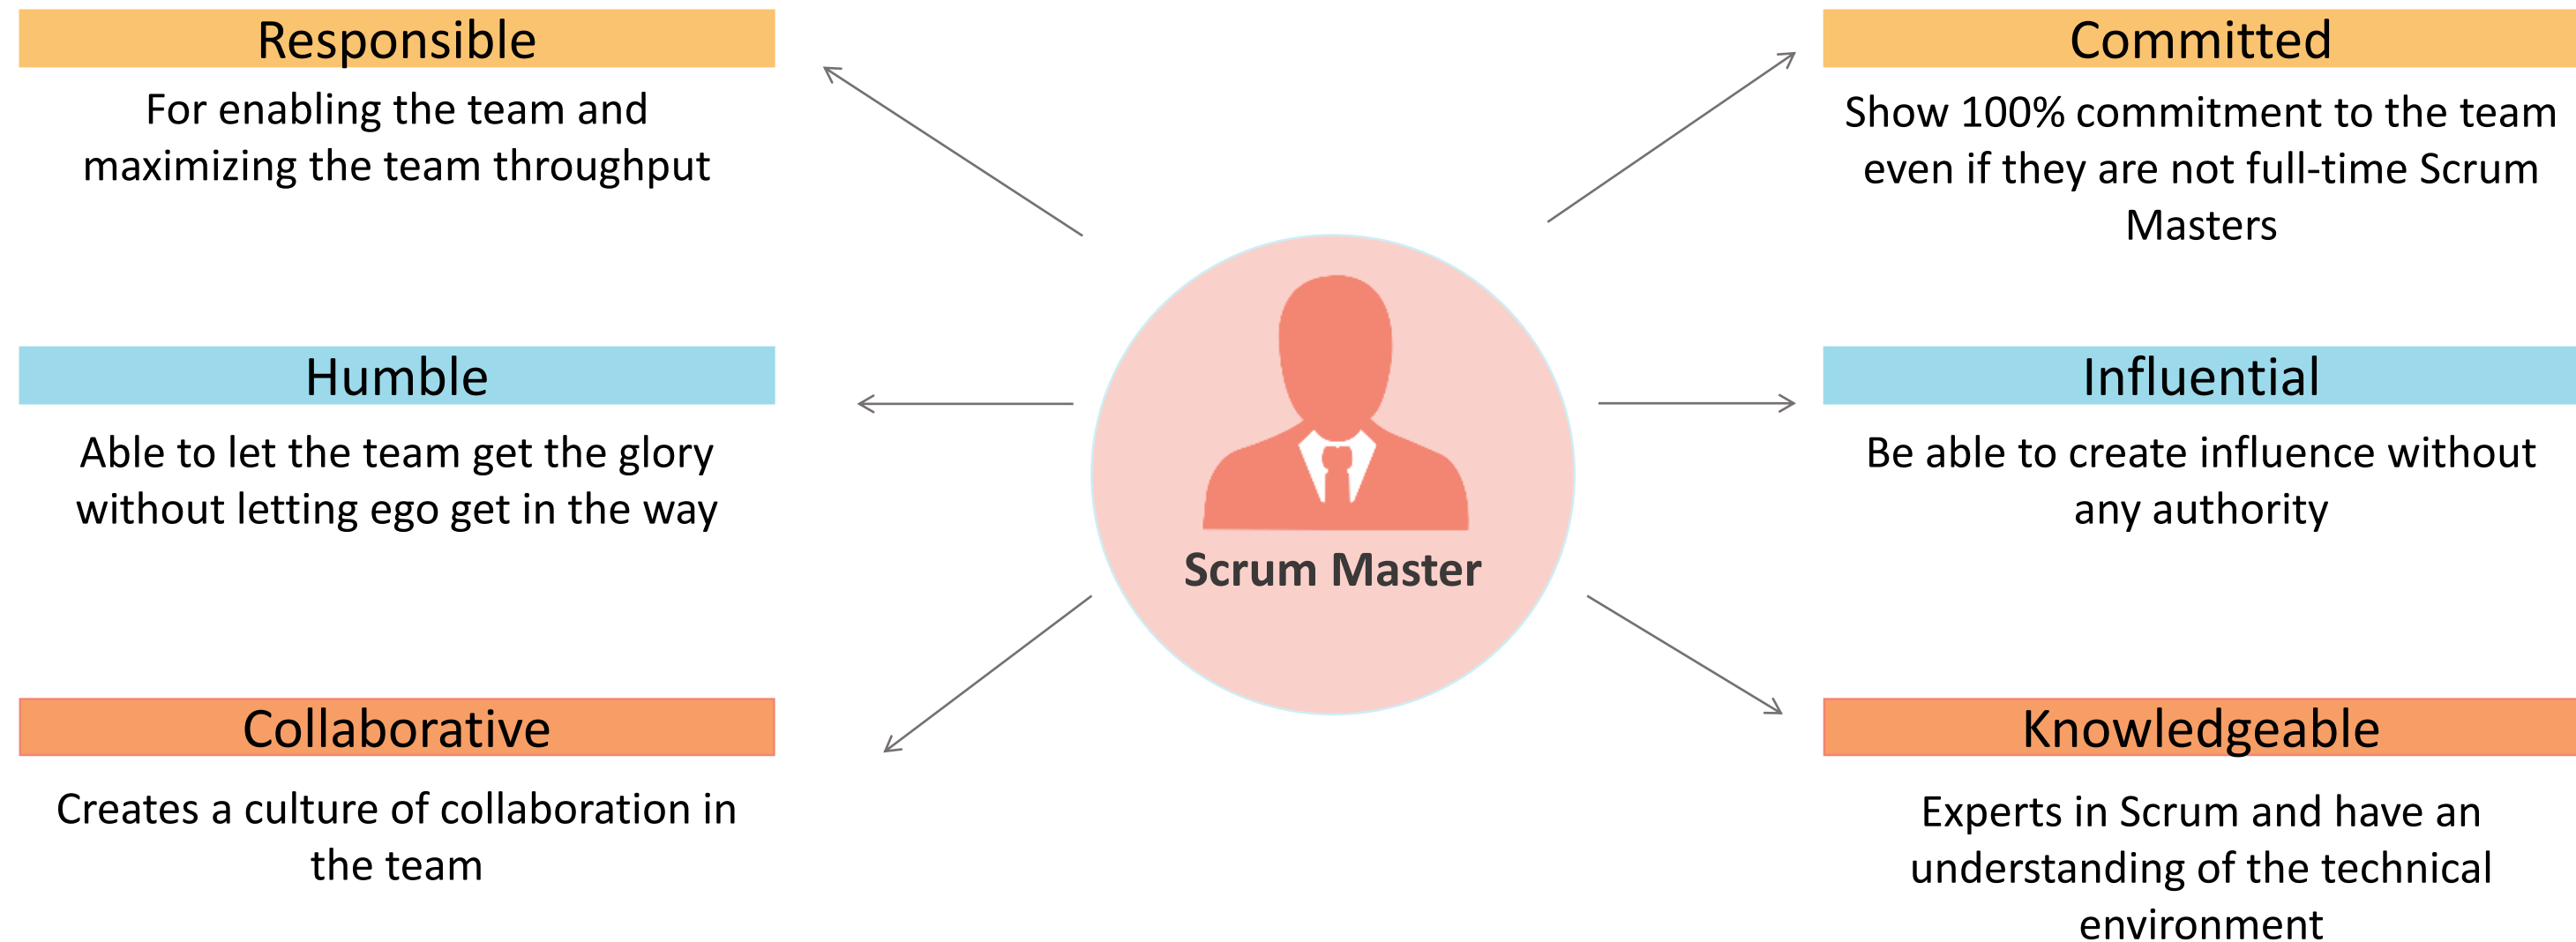 Responsible
For enabling the team and
maximizing the team throughput
Humble
Able to let the team get the glory
without letting ego get in the way
Collaborative
Creates a culture of collaboration in
the team
Scrum Master
Committed
Show 100% commitment to the team
even if they are not full-time Scrum
Masters
Influential
Be able to create influence without
any authority
Knowledgeable
Experts in Scrum and have an
understanding of the technical
environment